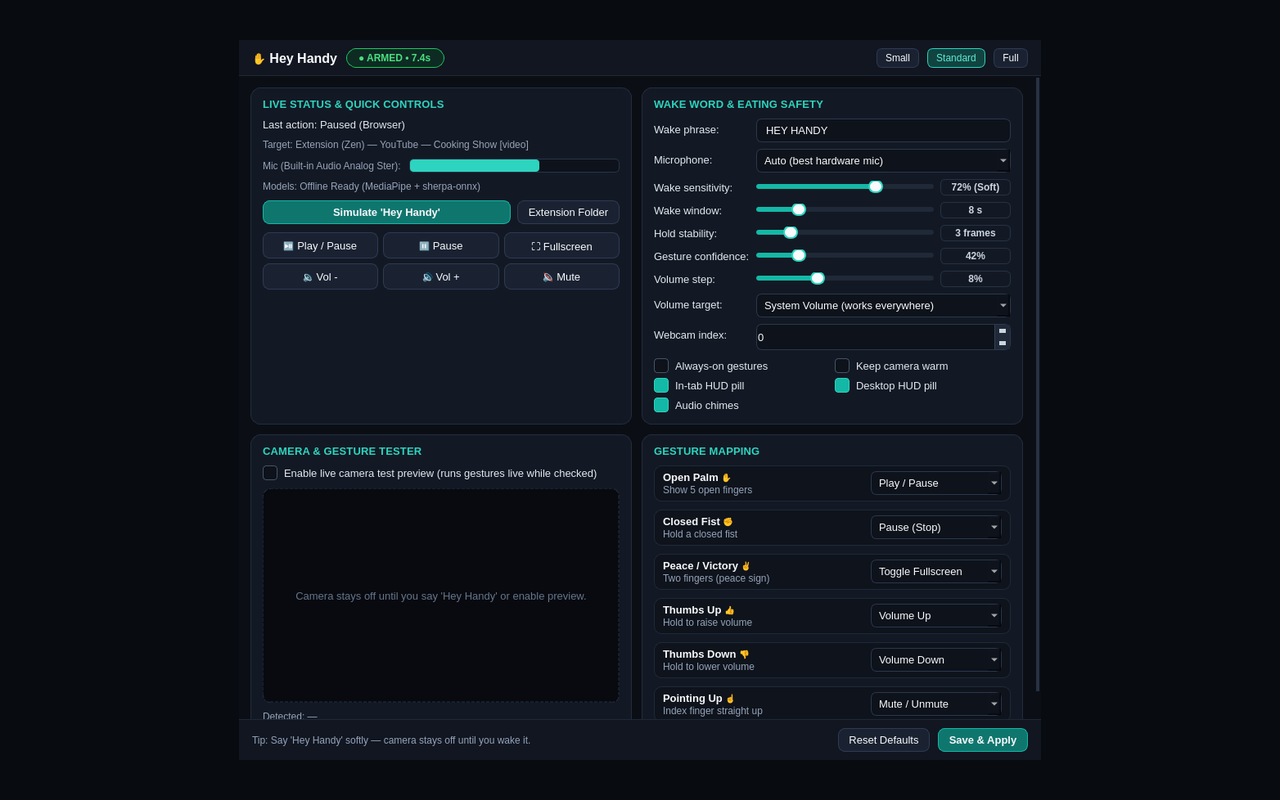 ✋ Hey Handy
● ARMED • 7.4s
Small
Standard
Full
LIVE STATUS & QUICK CONTROLS
Last action: Paused (Browser)
Target: Extension (Zen) — YouTube — Cooking Show [video]
Mic (Built-in Audio Analog Ster):
Models: Offline Ready (MediaPipe + sherpa-onnx)
Simulate 'Hey Handy'
Extension Folder
⏯ Play / Pause
⏸ Pause
⛶ Fullscreen
🔉 Vol -
🔊 Vol +
🔇 Mute
WAKE WORD & EATING SAFETY
Wake phrase:
HEY HANDY
Microphone:
Auto (best hardware mic)
Wake sensitivity:
72% (Soft)
Wake window:
8 s
Hold stability:
3 frames
Gesture confidence:
42%
Volume step:
8%
Volume target:
System Volume (works everywhere)
Webcam index:
0
Always-on gestures
Keep camera warm
In-tab HUD pill
Desktop HUD pill
Audio chimes
CAMERA & GESTURE TESTER
Enable live camera test preview (runs gestures live while checked)
Camera stays off until you say 'Hey Handy' or enable preview.
Detected: —
GESTURE MAPPING
Open Palm ✋
Show 5 open fingers
Play / Pause
Closed Fist ✊
Hold a closed fist
Pause (Stop)
Peace / Victory ✌
Two fingers (peace sign)
Toggle Fullscreen
Thumbs Up 👍
Hold to raise volume
Volume Up
Thumbs Down 👎
Hold to lower volume
Volume Down
Pointing Up ☝
Index finger straight up
Mute / Unmute
Tip: Say 'Hey Handy' softly — camera stays off until you wake it.
Reset Defaults
Save & Apply